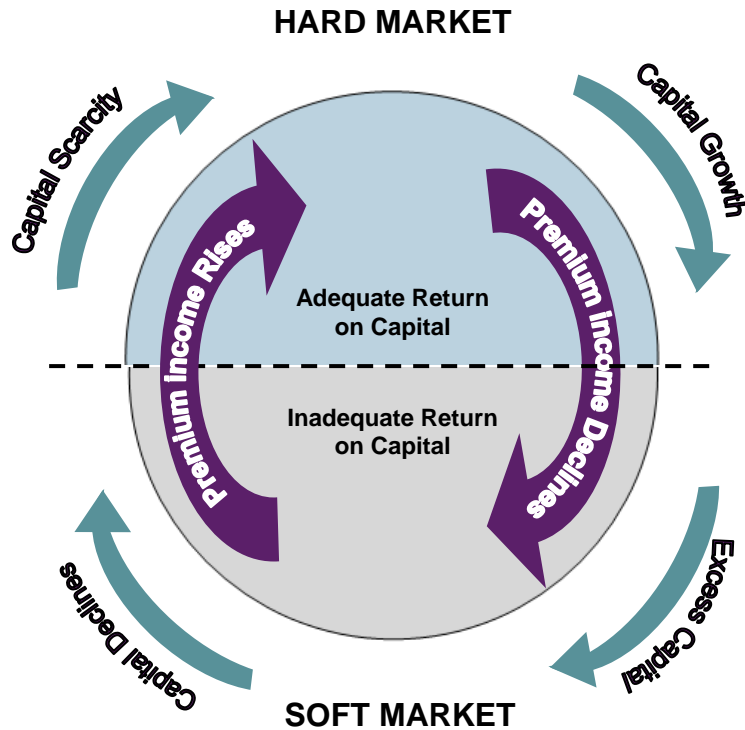 HARD MARKET
Capital Scarcity
Capital Growth
Premium income Rises
Premium income Declines
Adequate Return
on Capital
Inadequate Return
on Capital
Capital Declines
Excess Capital
SOFT MARKET